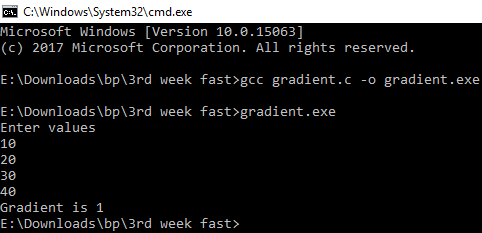 C:\Windows\System32\cmd.exe
Microsoft Windows [Version 10.0.15063]
(c) 2017 Microsoft Corporation. All rights reserved.
E:\Downloads\bp\3rd week fast>gcc gradient.c -o gradient.exe
E:\Downloads\bp\3rd week fast>gradient.exe
Enter values
10
20
30
40
Gradient is 1
E:\Downloads\bp\3rd week fast>